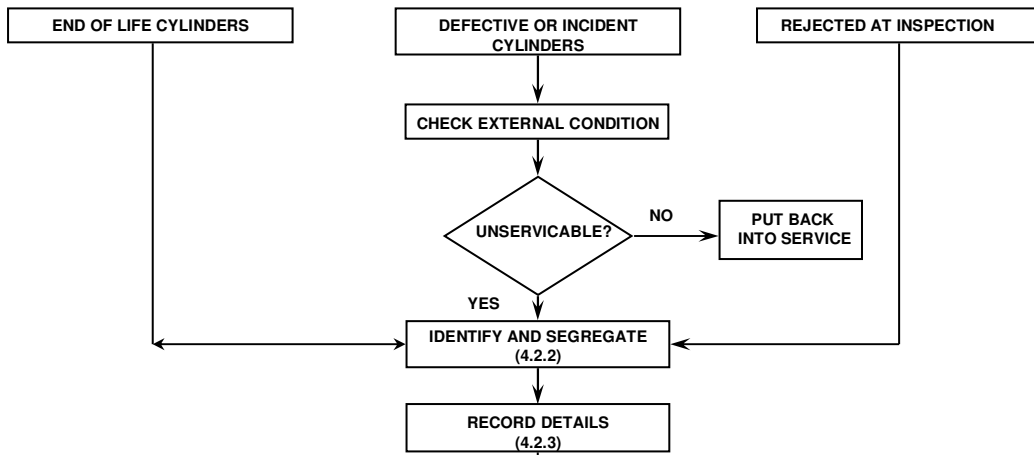 END OF LIFE CYLINDERS
DEFECTIVE OR INCIDENT
CYLINDERS
REJECTED AT INSPECTION
CHECK EXTERNAL CONDITION
UNSERVICABLE?
NO
PUT BACK
INTO SERVICE
YES
IDENTIFY AND SEGREGATE
(4.2.2)
RECORD DETAILS
(4.2.3)